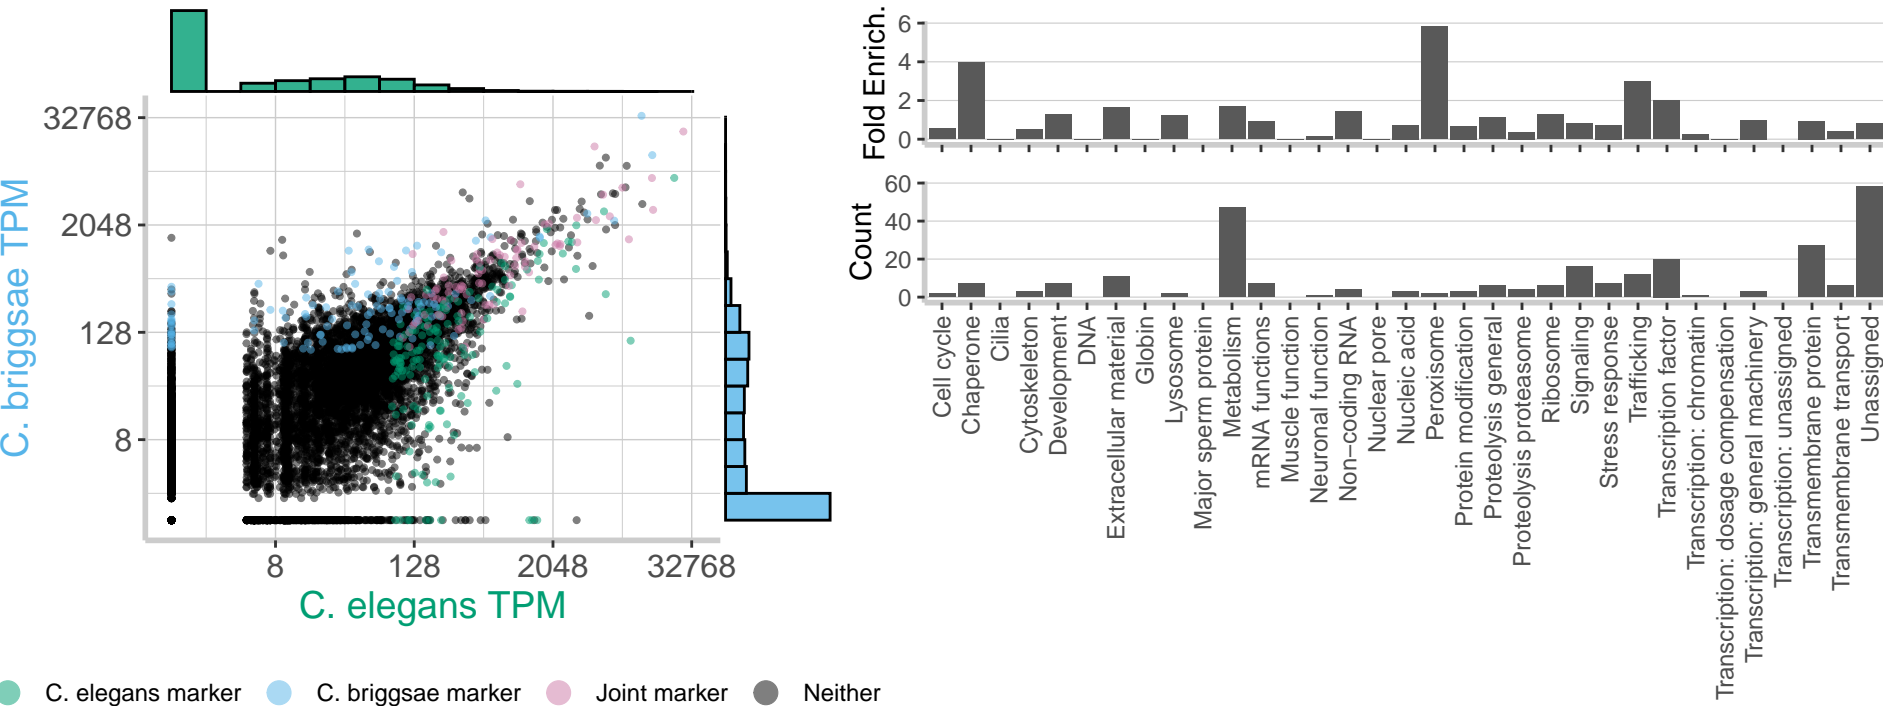 32768
2048
128
8
C. briggsae TPM
8
128
2048
32768
C. elegans TPM
C. elegans marker
C. briggsae marker
Joint marker
Neither
Fold Enrich.
6
4
2
0
Count
60
40
20
0
Cell cycle
Chaperone
Cilia
Cytoskeleton
Development
DNA
Extracellular material
Globin
Lysosome
Major sperm protein
Metabolism
mRNA functions
Muscle function
Neuronal function
Non−coding RNA
Nuclear pore
Nucleic acid
Peroxisome
Protein modification
Proteolysis general
Proteolysis proteasome
Ribosome
Signaling
Stress response
Trafficking
Transcription factor
Transcription: chromatin
Transcription: dosage compensation
Transcription: general machinery
Transcription: unassigned
Transmembrane protein
Transmembrane transport
Unassigned